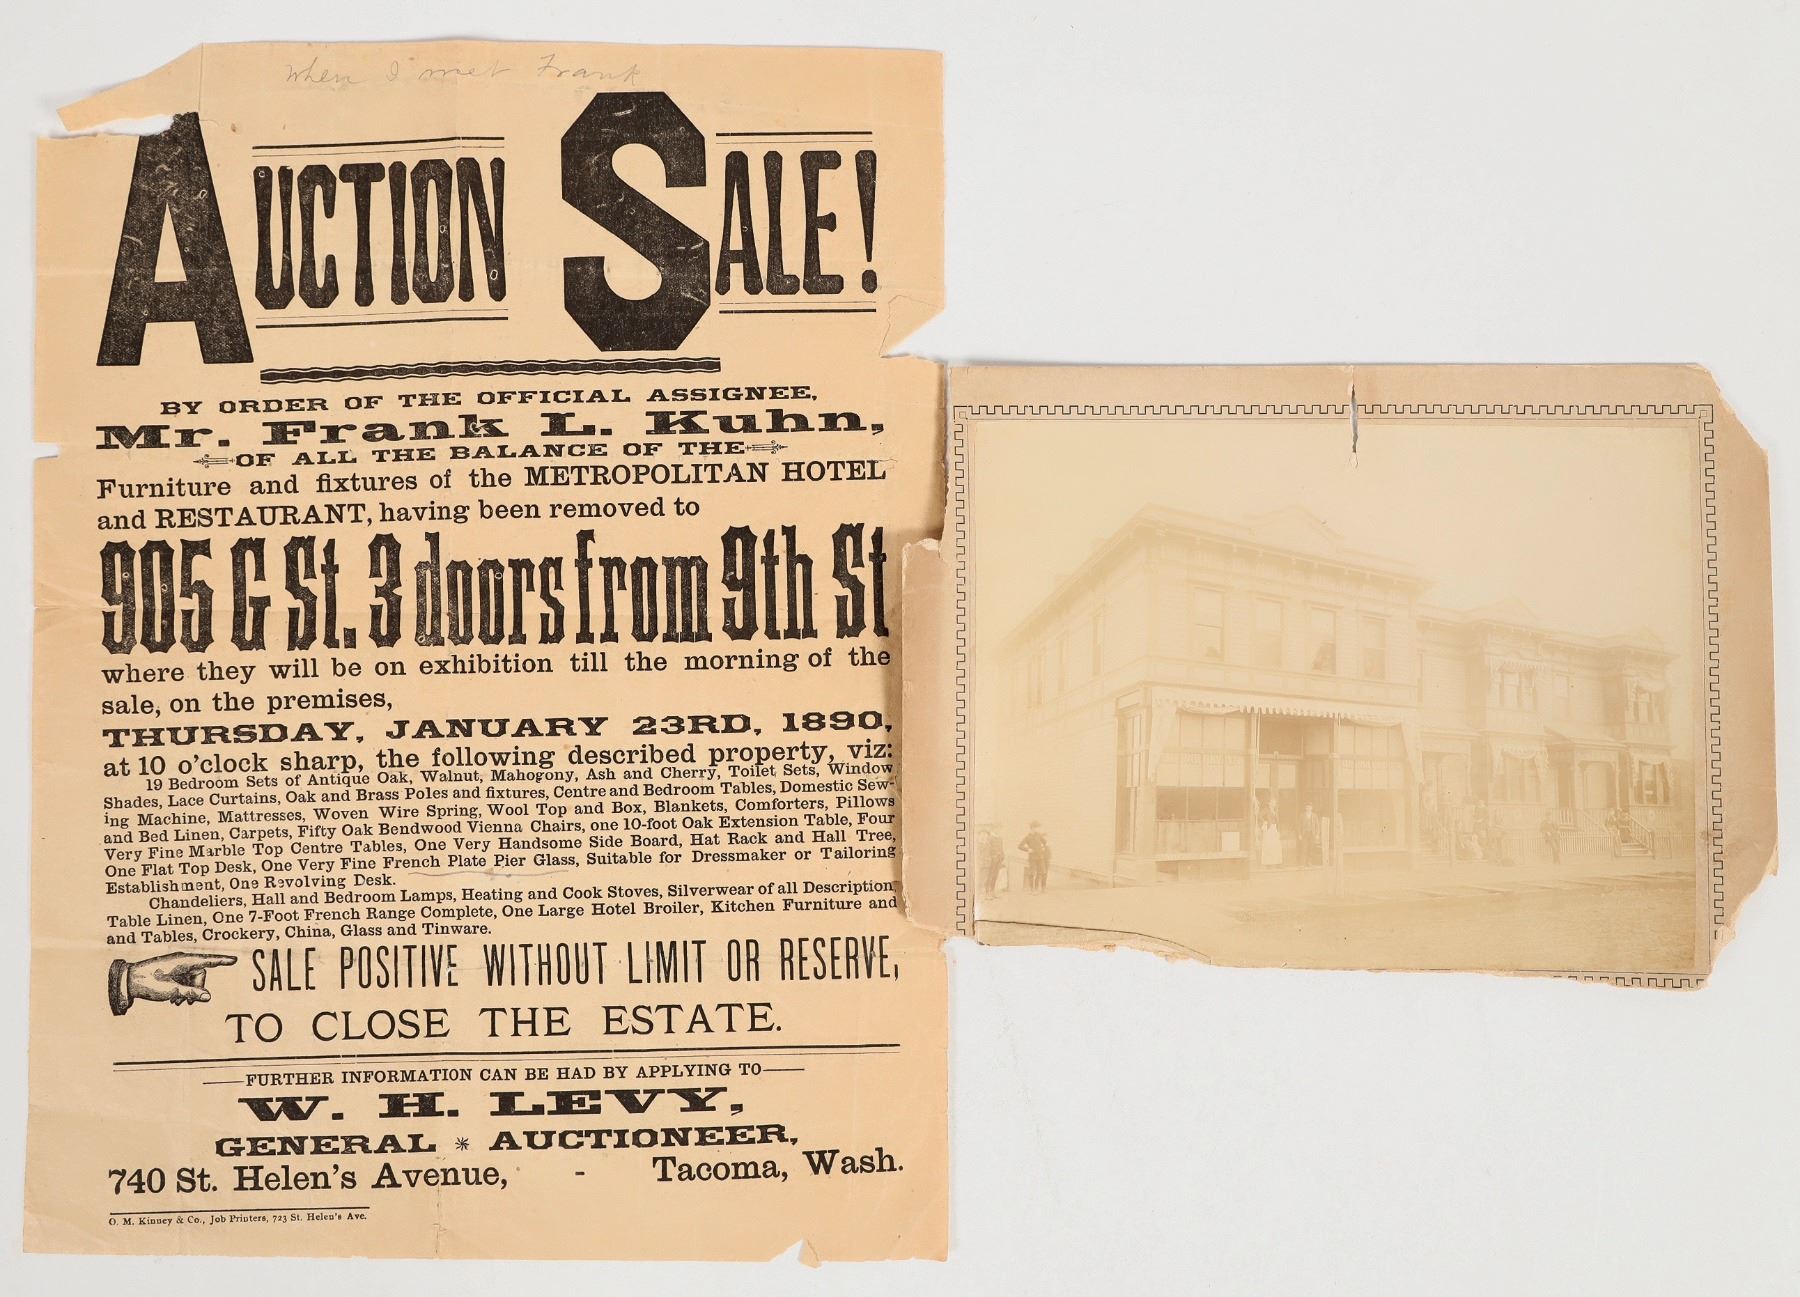 when I met Frank
AUCTION SALE!
BY ORDER OF THE OFFICIAL ASSIGNEE,
Mr. Frank L. Kuhn,
OF ALL THE BALANCE OF THE
Furniture and fixtures of the METROPOLITAN HOTEL
and RESTAURANT, having been removed to
905 G St. 3 doors from 9th St
where they will be on exhibition till the morning of the
sale, on the premises,
THURSDAY, JANUARY 23RD, 1890,
at 10 o'clock sharp, the following described property, viz:
19 Bedroom Sets of Antique Oak, Walnut, Mahogony, Ash and Cherry, Toilet Sets, Window
Shades, Lace Curtains, Oak and Brass Poles and fixtures, Centre and Bedroom Tables, Domestic Sew-
ing Machine, Mattresses, Woven Wire Spring, Wool Top and Box, Blankets, Comforters, Pillows
and Bed Linen, Carpets, Fifty Oak Bendwood Vienna Chairs, one 10-foot Oak Extension Table, Four
Very Fine Marble Top Centre Tables, One Very Handsome Side Board, Hat Rack and Hall Tree,
One Flat Top Desk, One Very Fine French Plate Pier Glass, Suitable for Dressmaker or Tailoring
Establishment, One Revolving Desk.
Chandeliers, Hall and Bedroom Lamps, Heating and Cook Stoves, Silverwear of all Description,
Table Linen, One 7-Foot French Range Complete, One Large Hotel Broiler, Kitchen Furniture and
and Tables, Crockery, China, Glass and Tinware.
SALE POSITIVE WITHOUT LIMIT OR RESERVE,
TO CLOSE THE ESTATE.
FURTHER INFORMATION CAN BE HAD BY APPLYING TO
W. H. LEVY,
GENERAL * AUCTIONEER,
740 St. Helen's Avenue, - Tacoma, Wash.
O. M. Kinney & Co., Job Printers, 723 St. Helen's Ave.